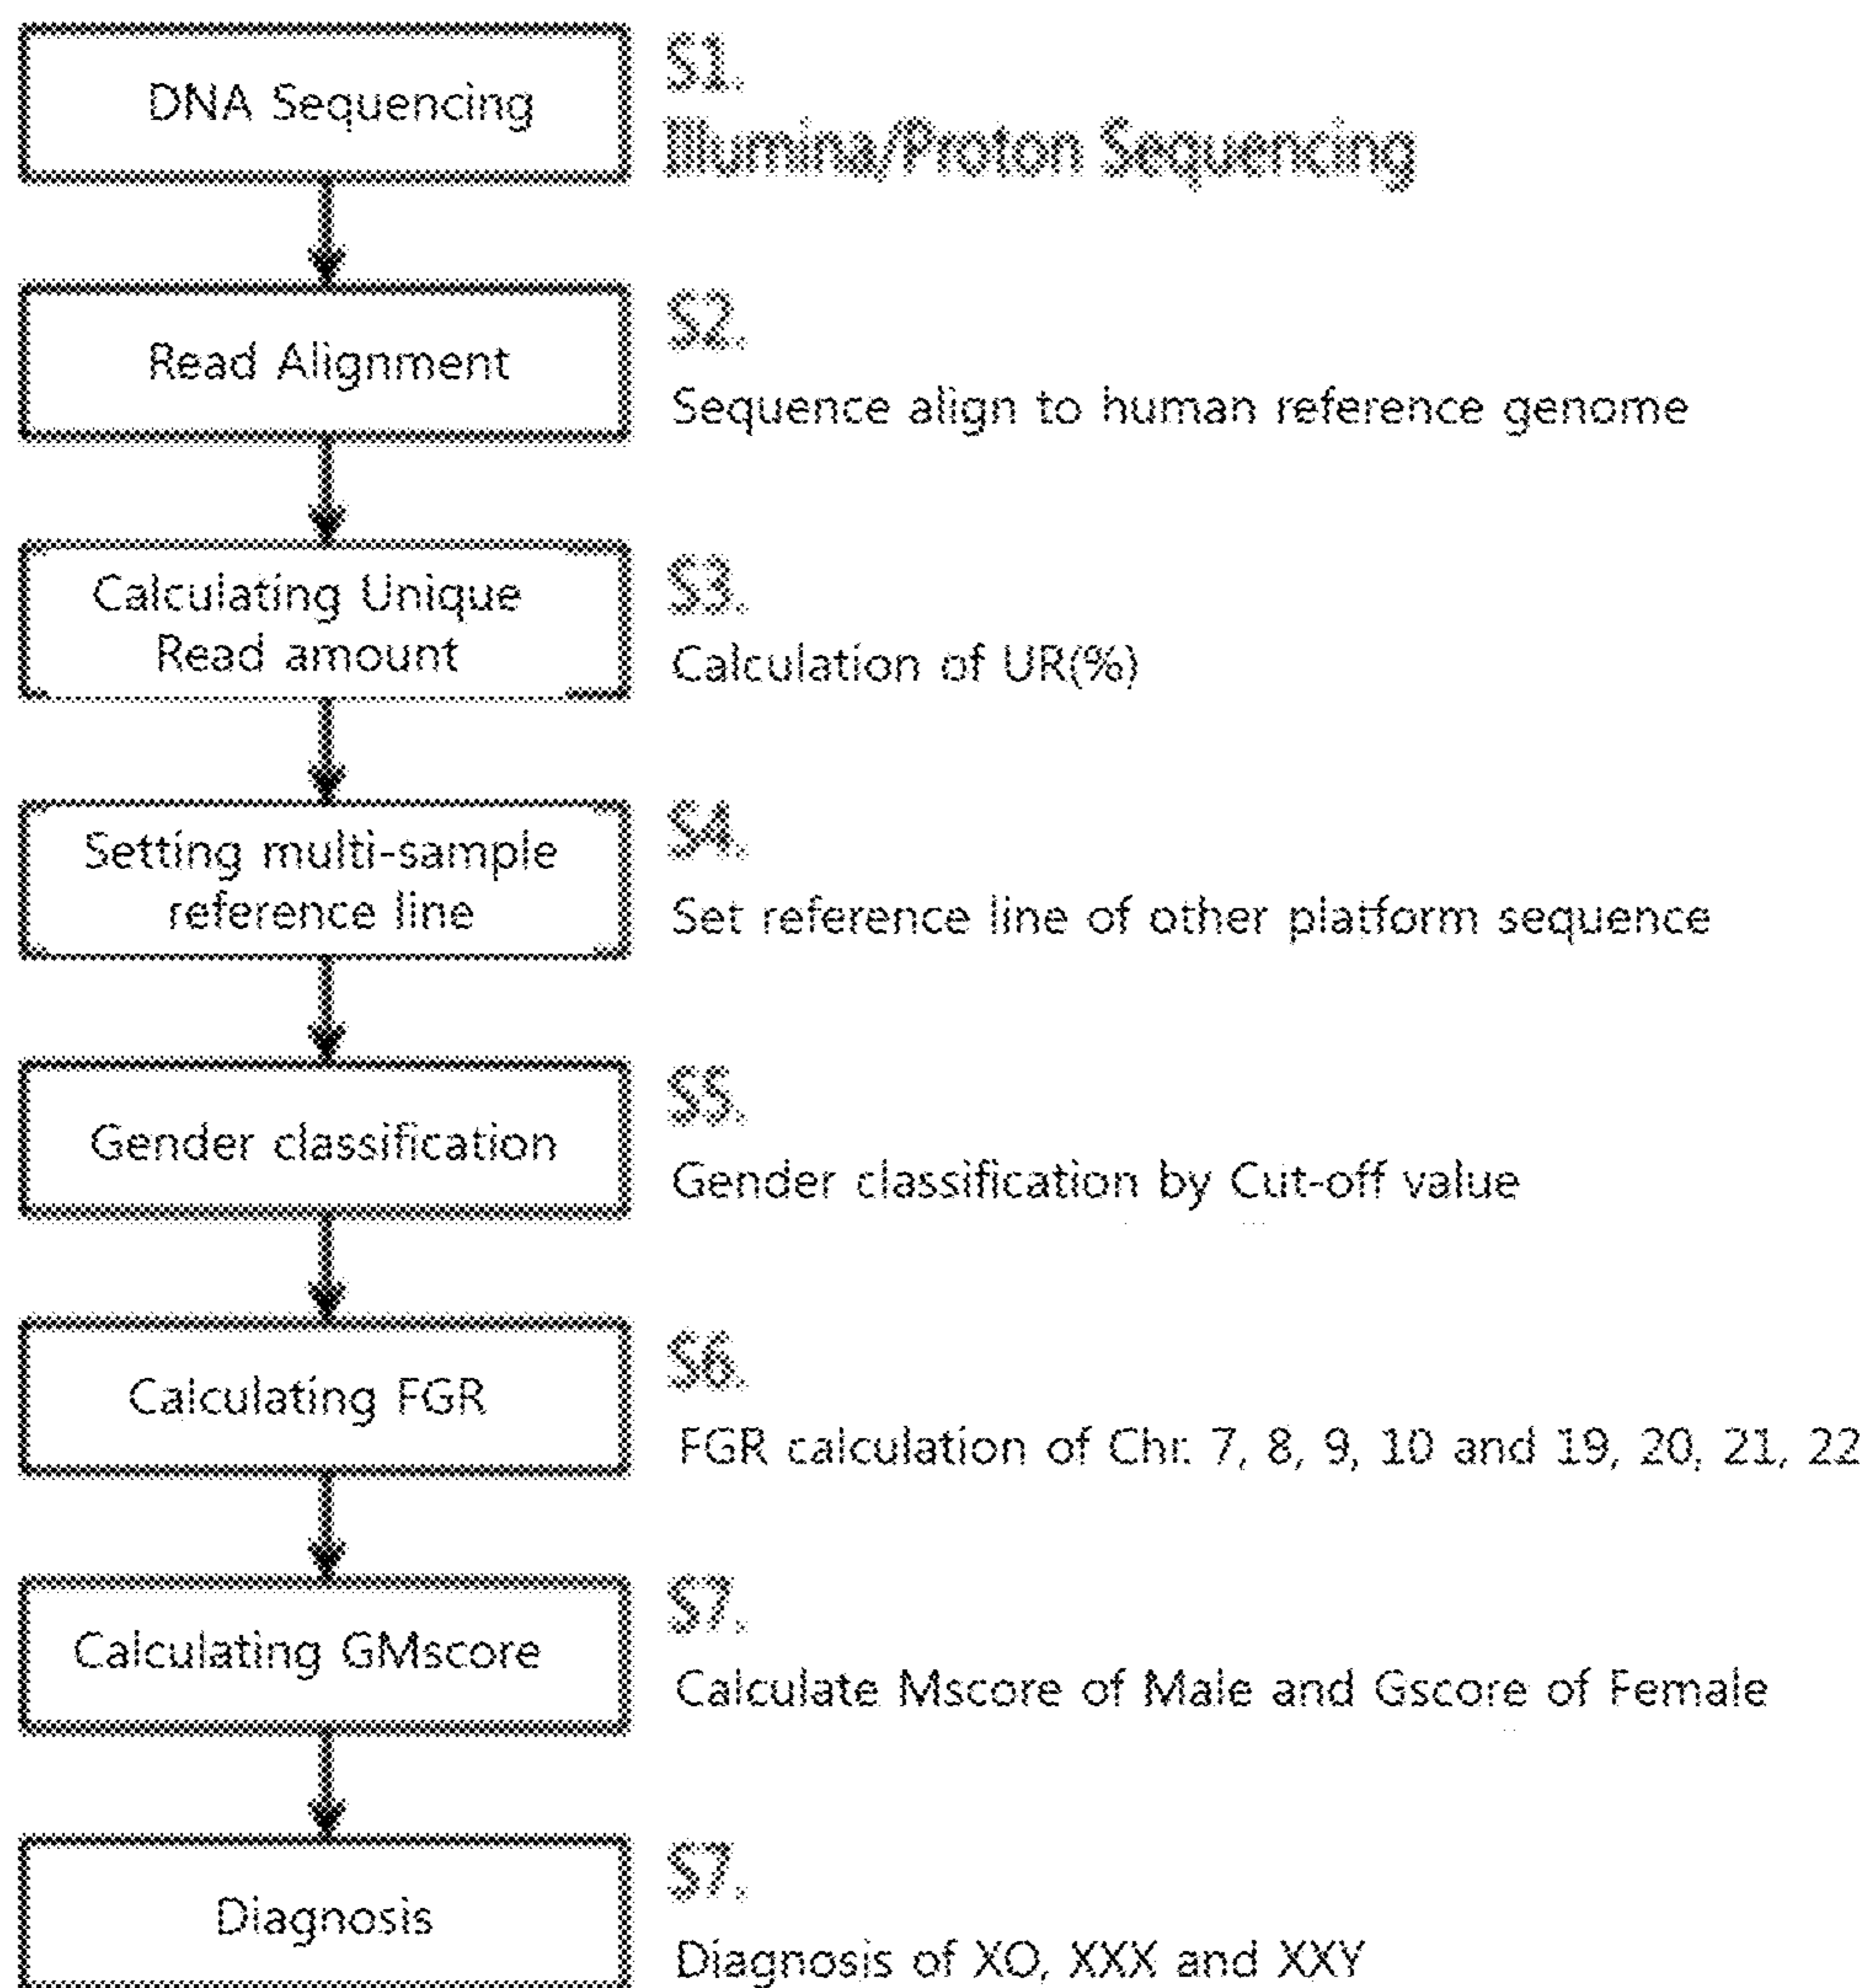 DNA Sequencing
S1.
Illumina/Proton Sequencing
Read Alignment
S2.
Sequence align to human reference genome
Calculating Unique
Read amount
S3.
Calculation of UR(%)
Setting multi-sample
reference line
S4.
Set reference line of other platform sequence
Gender classification
S5.
Gender classification by Cut-off value
Calculating FGR
S6.
FGR calculation of Chr. 7, 8, 9, 10 and 19, 20, 21, 22
Calculating GMscore
S7.
Calculate Mscore of Male and Gscore of Female
Diagnosis
S7.
Diagnosis of XO, XXX and XXY